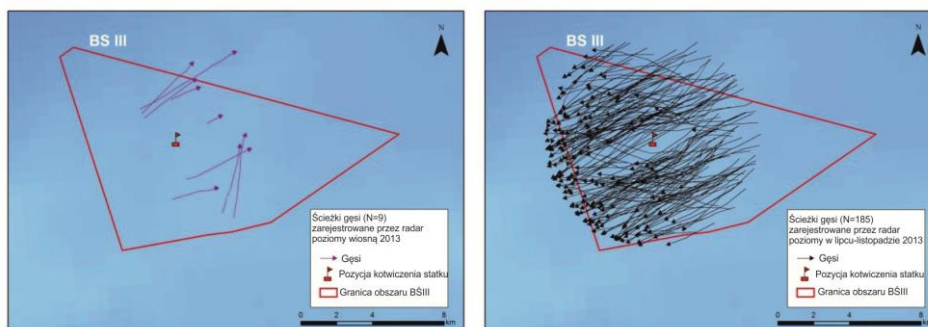 BS III
N
Ścieżki gęsi (N=9)
zarejestrowane przez radar
poziomy wiosną 2013
Gęsi
Pozycja kotwiczenia statku
Granica obszaru BŚIII
0 2 4 8
km
BS III
N
Ścieżki gęsi (N=185)
zarejestrowane przez radar
poziomy w lipcu-listopadzie 2013
Gęsi
Pozycja kotwiczenia statku
Granica obszaru BŚIII
0 2 4 8
km